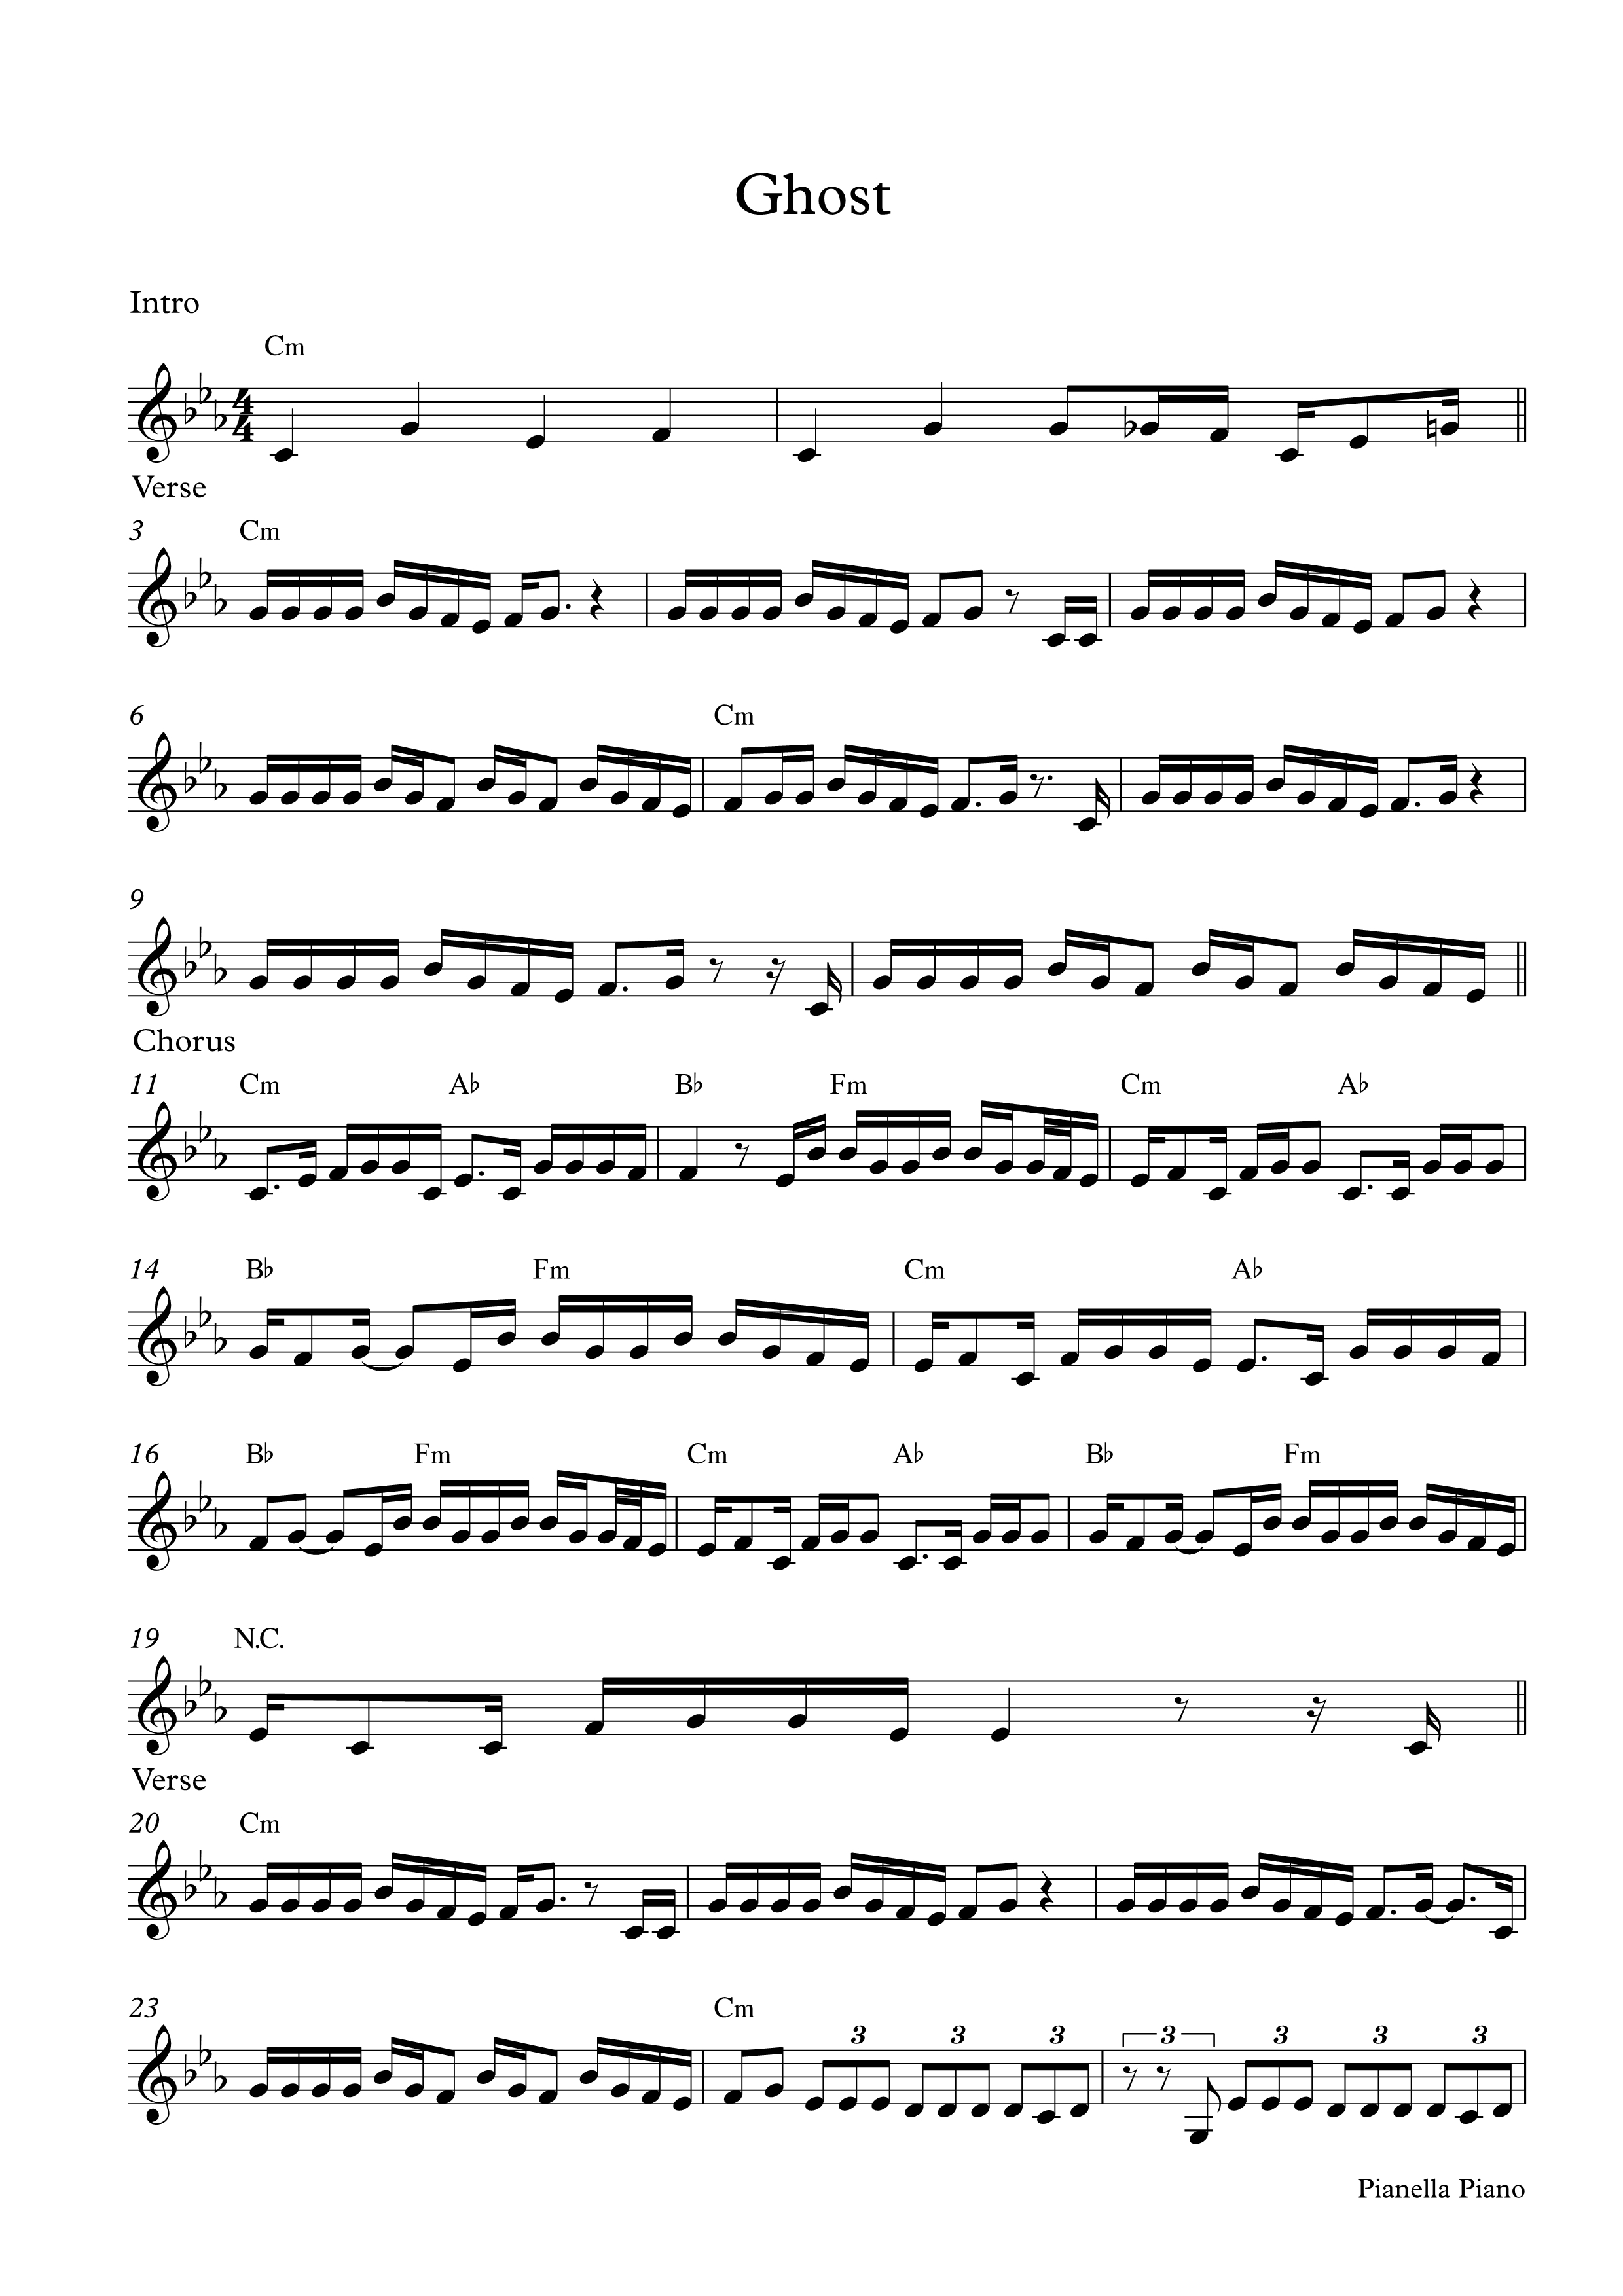 Ghost
Intro
Cm
4
4
Verse
3 Cm
6 Cm
9
Chorus
11 Cm A♭ B♭ Fm Cm A♭
14 B♭ Fm Cm A♭
16 B♭ Fm Cm A♭ B♭ Fm
19 N.C.
Verse
20 Cm
23 Cm
3 3 3 3 3 3 3
Pianella Piano